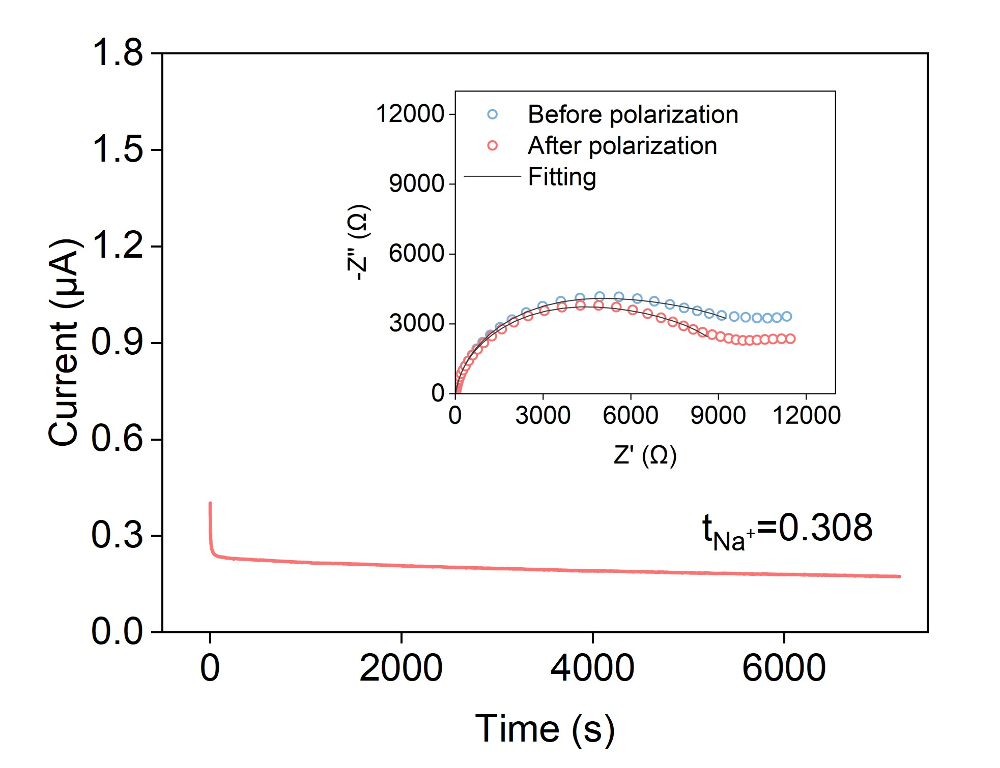 1.8
1.5
1.2
0.9
0.6
0.3
0.0
Current (μA)
0
2000
4000
6000
Time (s)
12000
9000
6000
3000
0
-Z'' (Ω)
0
3000
6000
9000
12000
Z' (Ω)
Before polarization
After polarization
Fitting
tNa+=0.308